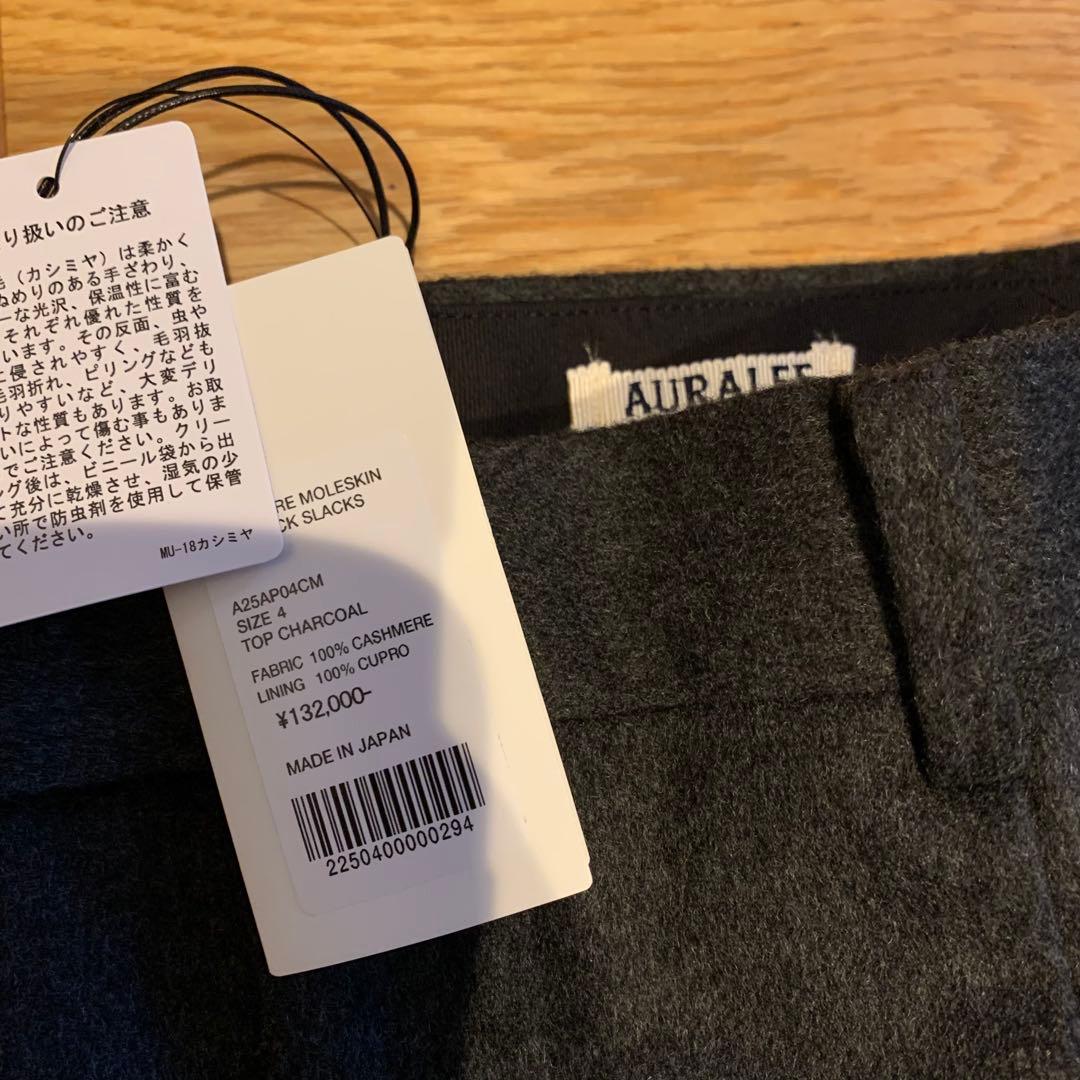 り扱いのご注意
(カシミヤ)は柔かく
ぬめりのある手ざわり、
ーな光沢、保温性に富む
それぞれ優れた性質を
います。その反面、虫や
に侵されやすく、毛羽抜
毛羽折れ、ピリングなども
りやすいなど、大変デリ
トな性質もあります。お取
いによって傷む事もありま
でご注意ください。クリー
ング後は、ビニール袋から出
て充分に乾燥させ、湿気の少
い所で防虫剤を使用して保管
てください。
MU-18カシミヤ
AURALEE
RE MOLESKIN
CK SLACKS
A25AP04CM
SIZE 4
TOP CHARCOAL
FABRIC 100% CASHMERE
LINING 100% CUPRO
¥132,000-
MADE IN JAPAN
2250400000294